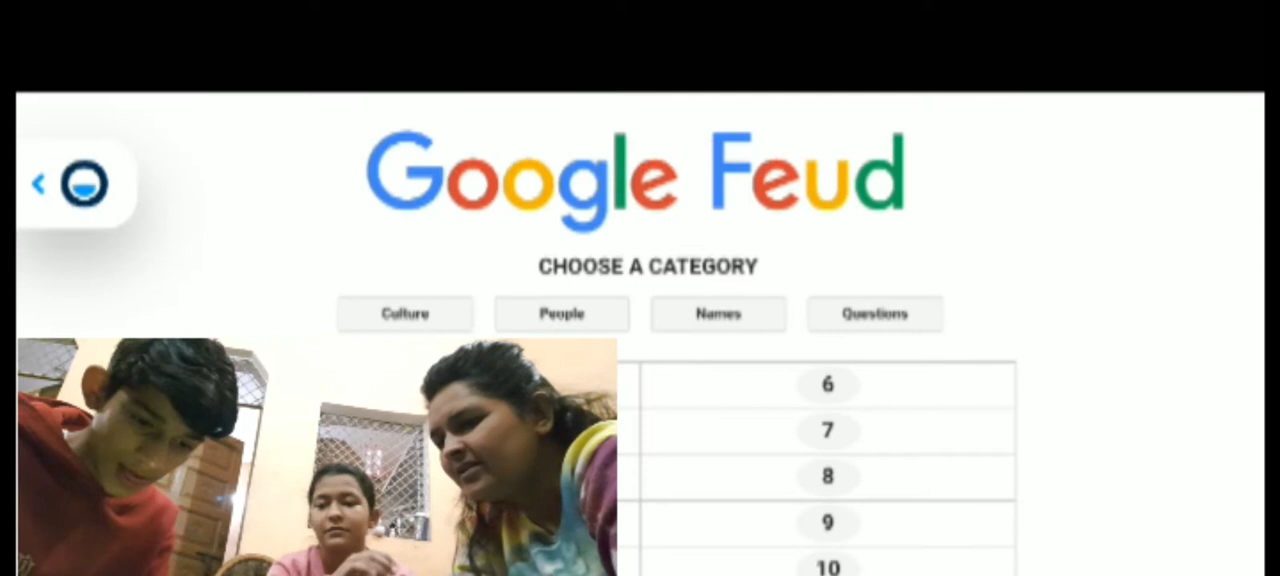 Google Feud
CHOOSE A CATEGORY
Culture People Names Questions
6
7
8
9
10